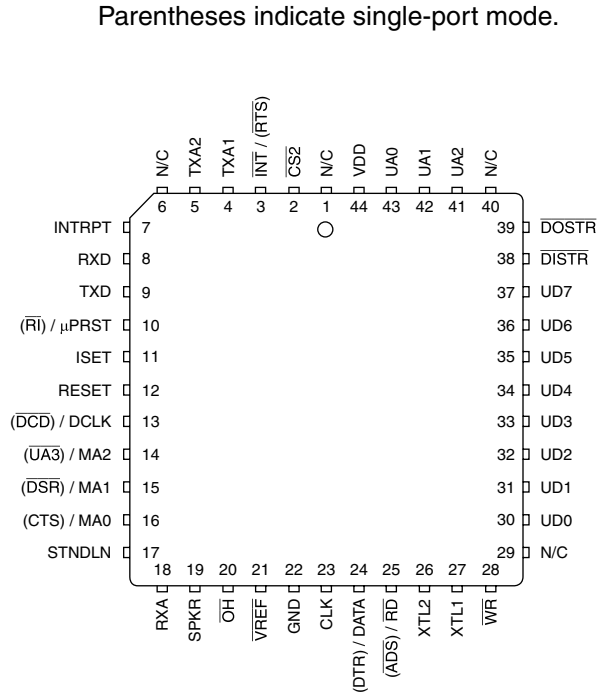 Parentheses indicate single-port mode.
N/C
TXA2
TXA1
INT / (RTS)
CS2
N/C
VDD
UA0
UA1
UA2
N/C
6 5 4 3 2 1 44 43 42 41 40
INTRPT 7
RXD 8
TXD 9
(RI) / µPRST 10
ISET 11
RESET 12
(DCD) / DCLK 13
(UA3) / MA2 14
(DSR) / MA1 15
(CTS) / MA0 16
STNDLN 17
39 DOSTR
38 DISTR
37 UD7
36 UD6
35 UD5
34 UD4
33 UD3
32 UD2
31 UD1
30 UD0
29 N/C
18 19 20 21 22 23 24 25 26 27 28
RXA
SPKR
OH
VREF
GND
CLK
(DTR) / DATA
(ADS) / RD
XTL2
XTL1
WR